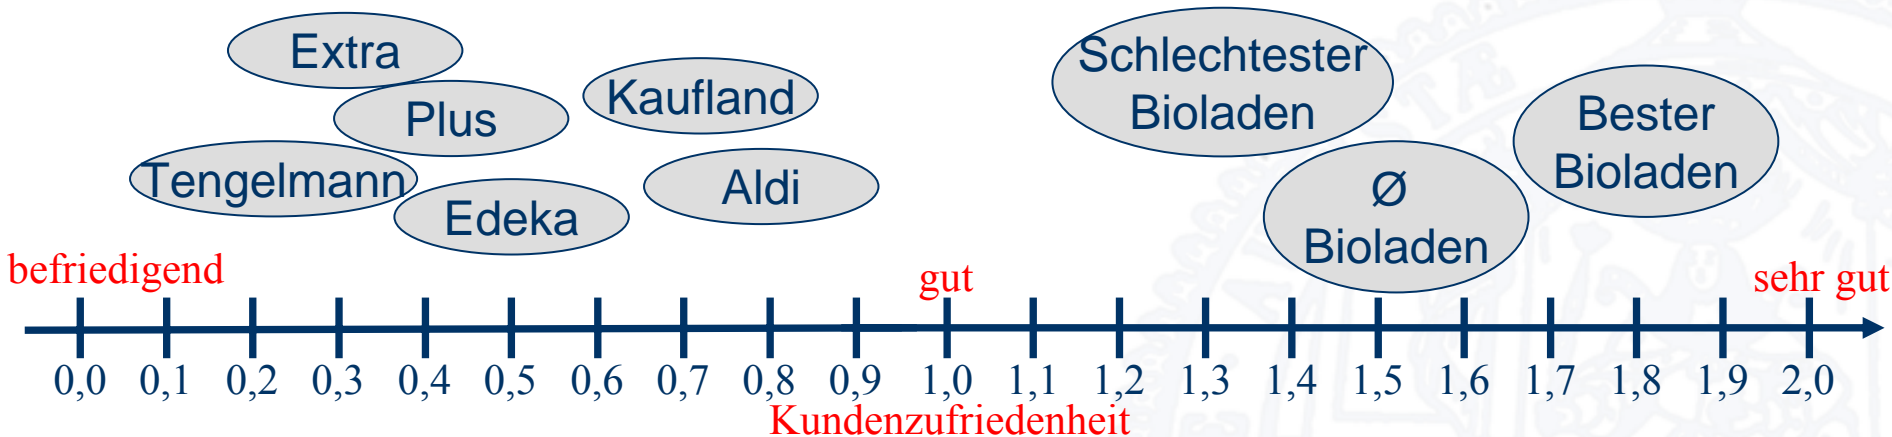 Extra
Plus
Tengelmann
Edeka
Kaufland
Aldi
Schlechtester
Bioladen
Ø
Bioladen
Bester
Bioladen
befriedigend
gut
sehr gut
0,0 0,1 0,2 0,3 0,4 0,5 0,6 0,7 0,8 0,9 1,0 1,1 1,2 1,3 1,4 1,5 1,6 1,7 1,8 1,9 2,0
Kundenzufriedenheit